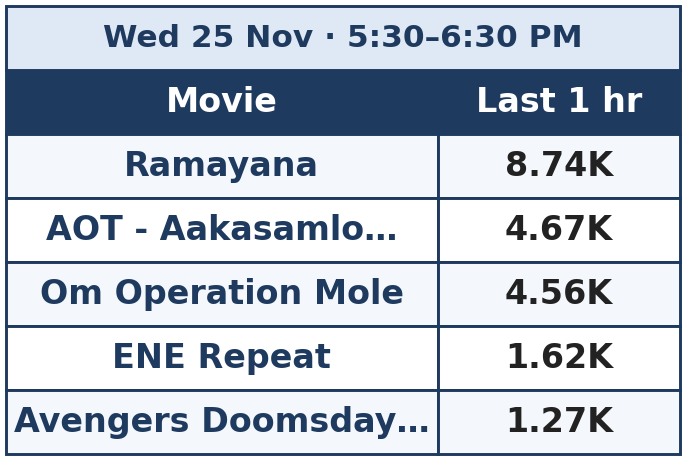 Wed 25 Nov · 5:30–6:30 PM
Movie Last 1 hr
Ramayana 8.74K
AOT - Aakasamlo... 4.67K
Om Operation Mole 4.56K
ENE Repeat 1.62K
Avengers Doomsday... 1.27K